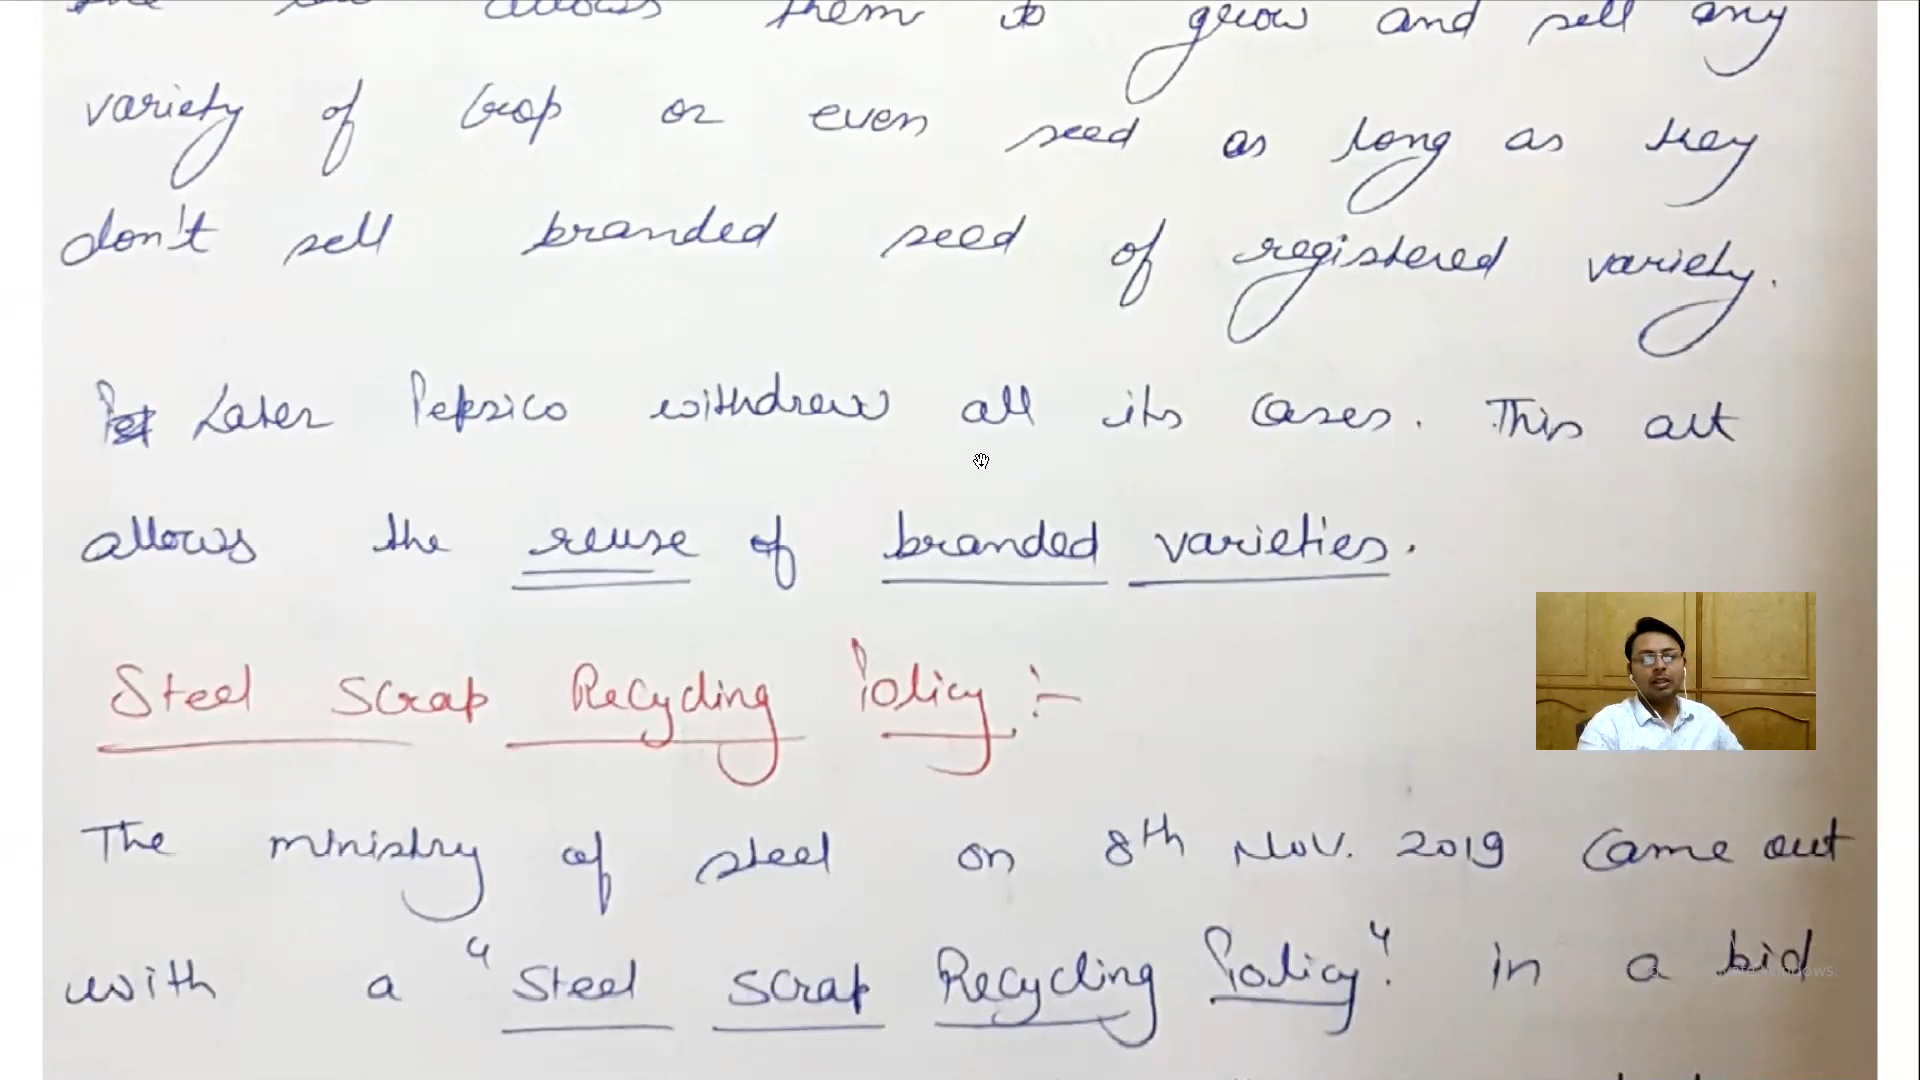 allows them to grow and sell any
variety of crop or even seed as long as they
don't sell branded seed of registered variety.
Later Pepsico withdrew all its cases. This act
allows the reuse of branded varieties.
Steel Scrap Recycling Policy :-
The ministry of steel on 8th Nov. 2019 came out
with a "Steel Scrap Recycling Policy". in a bid